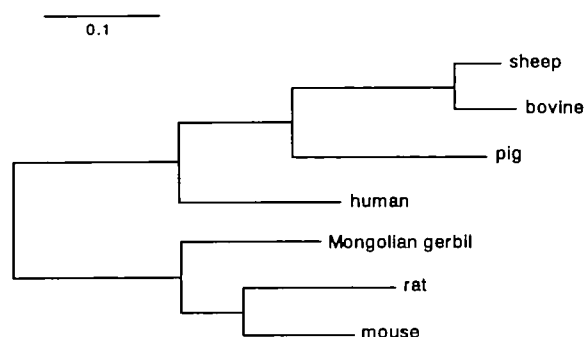 0.1
sheep
bovine
pig
human
Mongolian gerbil
rat
mouse